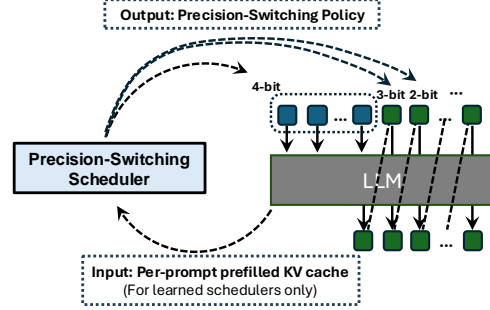 Output: Precision-Switching Policy
4-bit
3-bit 2-bit ...
... ...
Precision-Switching
Scheduler
LLM
...
Input: Per-prompt prefilled KV cache
(For learned schedulers only)